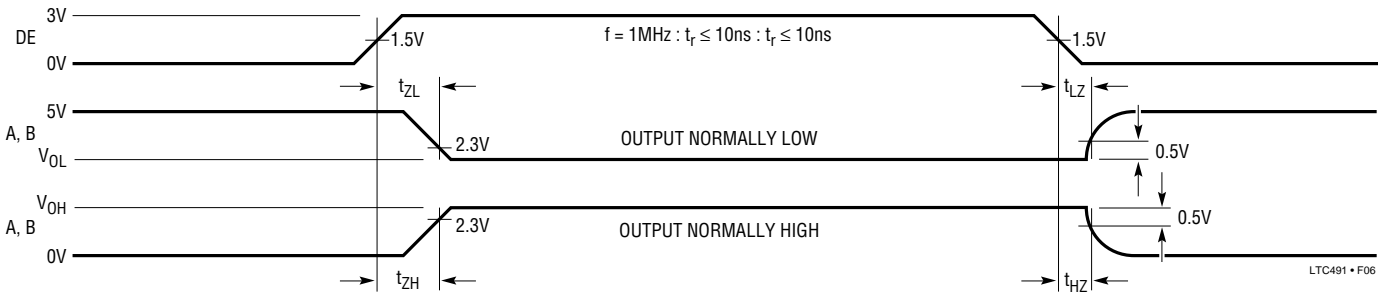 3V
DE
1.5V
f = 1MHz : tr ≤ 10ns : tr ≤ 10ns
1.5V
0V
tZL
tLZ
5V
A, B
2.3V
OUTPUT NORMALLY LOW
0.5V
VOL
VOH
A, B
2.3V
OUTPUT NORMALLY HIGH
0.5V
0V
tZH
tHZ
LTC491 • F06